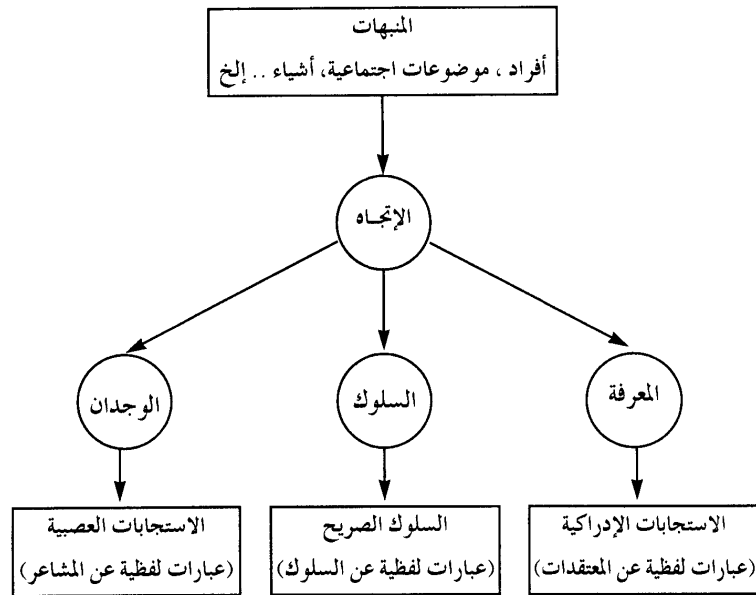 المنبهات
أفراد ، موضوعات اجتماعية، أشياء .. إلخ
الإتجـاه
المعرفة
السلوك
الوجدان
الاستجابات الإدراكية
(عبارات لفظية عن المعتقدات)
السلوك الصريح
(عبارات لفظية عن السلوك)
الاستجابات العصبية
(عبارات لفظية عن المشاعر)